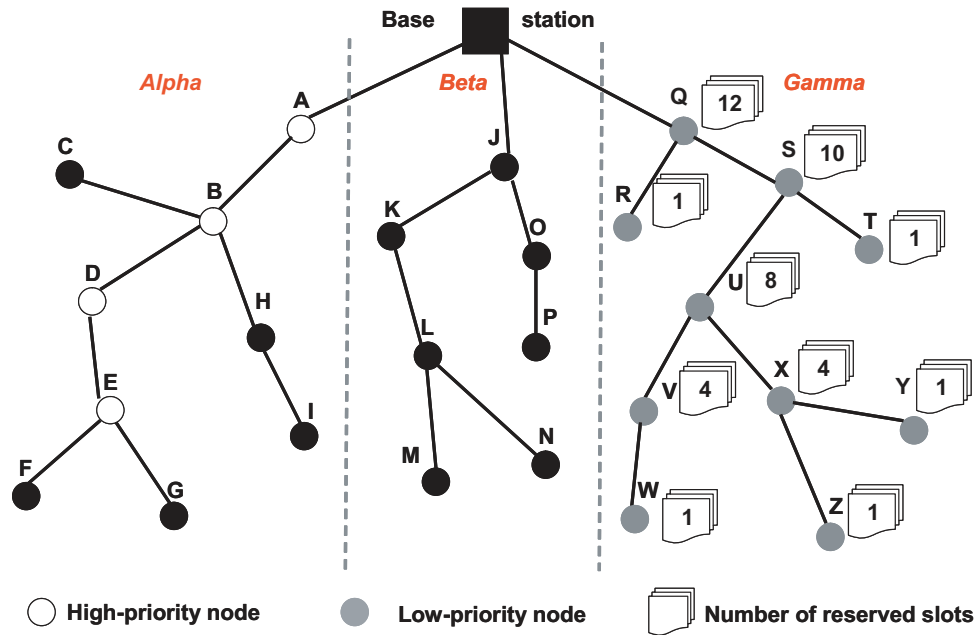 Base station
Alpha
Beta
Gamma
A
Q
12
C
J
S
10
B
R
1
K
T
1
O
D
U
8
H
P
L
E
X
4
V
4
Y
1
I
N
M
F
G
W
1
Z
1
High-priority node
Low-priority node
Number of reserved slots